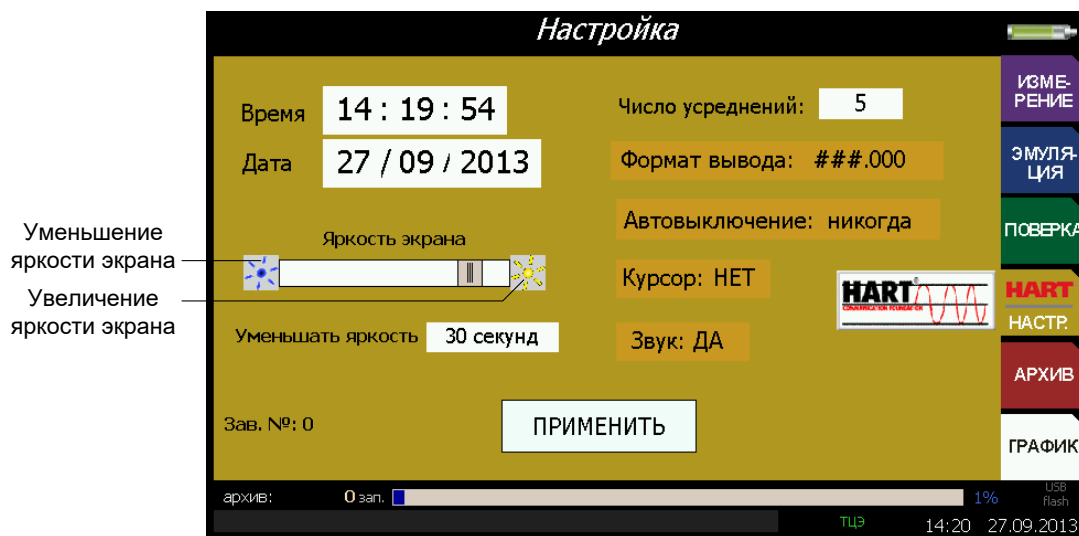 Настройка
Время 14 : 19 : 54
Дата 27 / 09 / 2013
Яркость экрана
Уменьшать яркость 30 секунд
Зав. №: 0
Число усреднений: 5
Формат вывода: ###.000
Автовыключение: никогда
Курсор: НЕТ
Звук: ДА
HART
COMMUNICATION FOUNDATION
ПРИМЕНИТЬ
ИЗМЕ-
РЕНИЕ
ЭМУЛЯ-
ЦИЯ
ПОВЕРКА
HART
НАСТР.
АРХИВ
ГРАФИК
архив: 0 зап. 1%
USB
flash
ТЦЭ 14:20 27.09.2013
Уменьшение
яркости экрана
Увеличение
яркости экрана